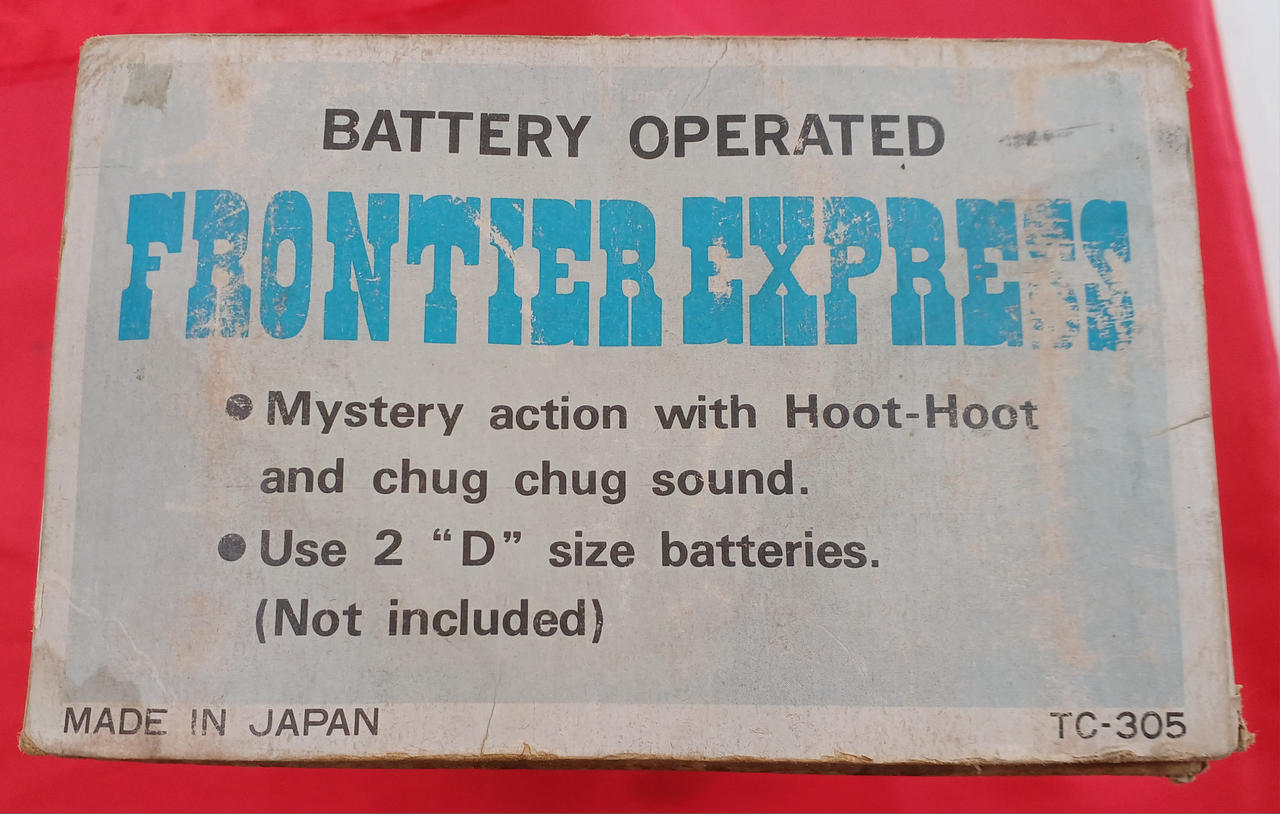 BATTERY OPERATED
FRONTIER EXPRESS
● Mystery action with Hoot-Hoot
and chug chug sound.
● Use 2 “D” size batteries.
(Not included)
MADE IN JAPAN
TC-305